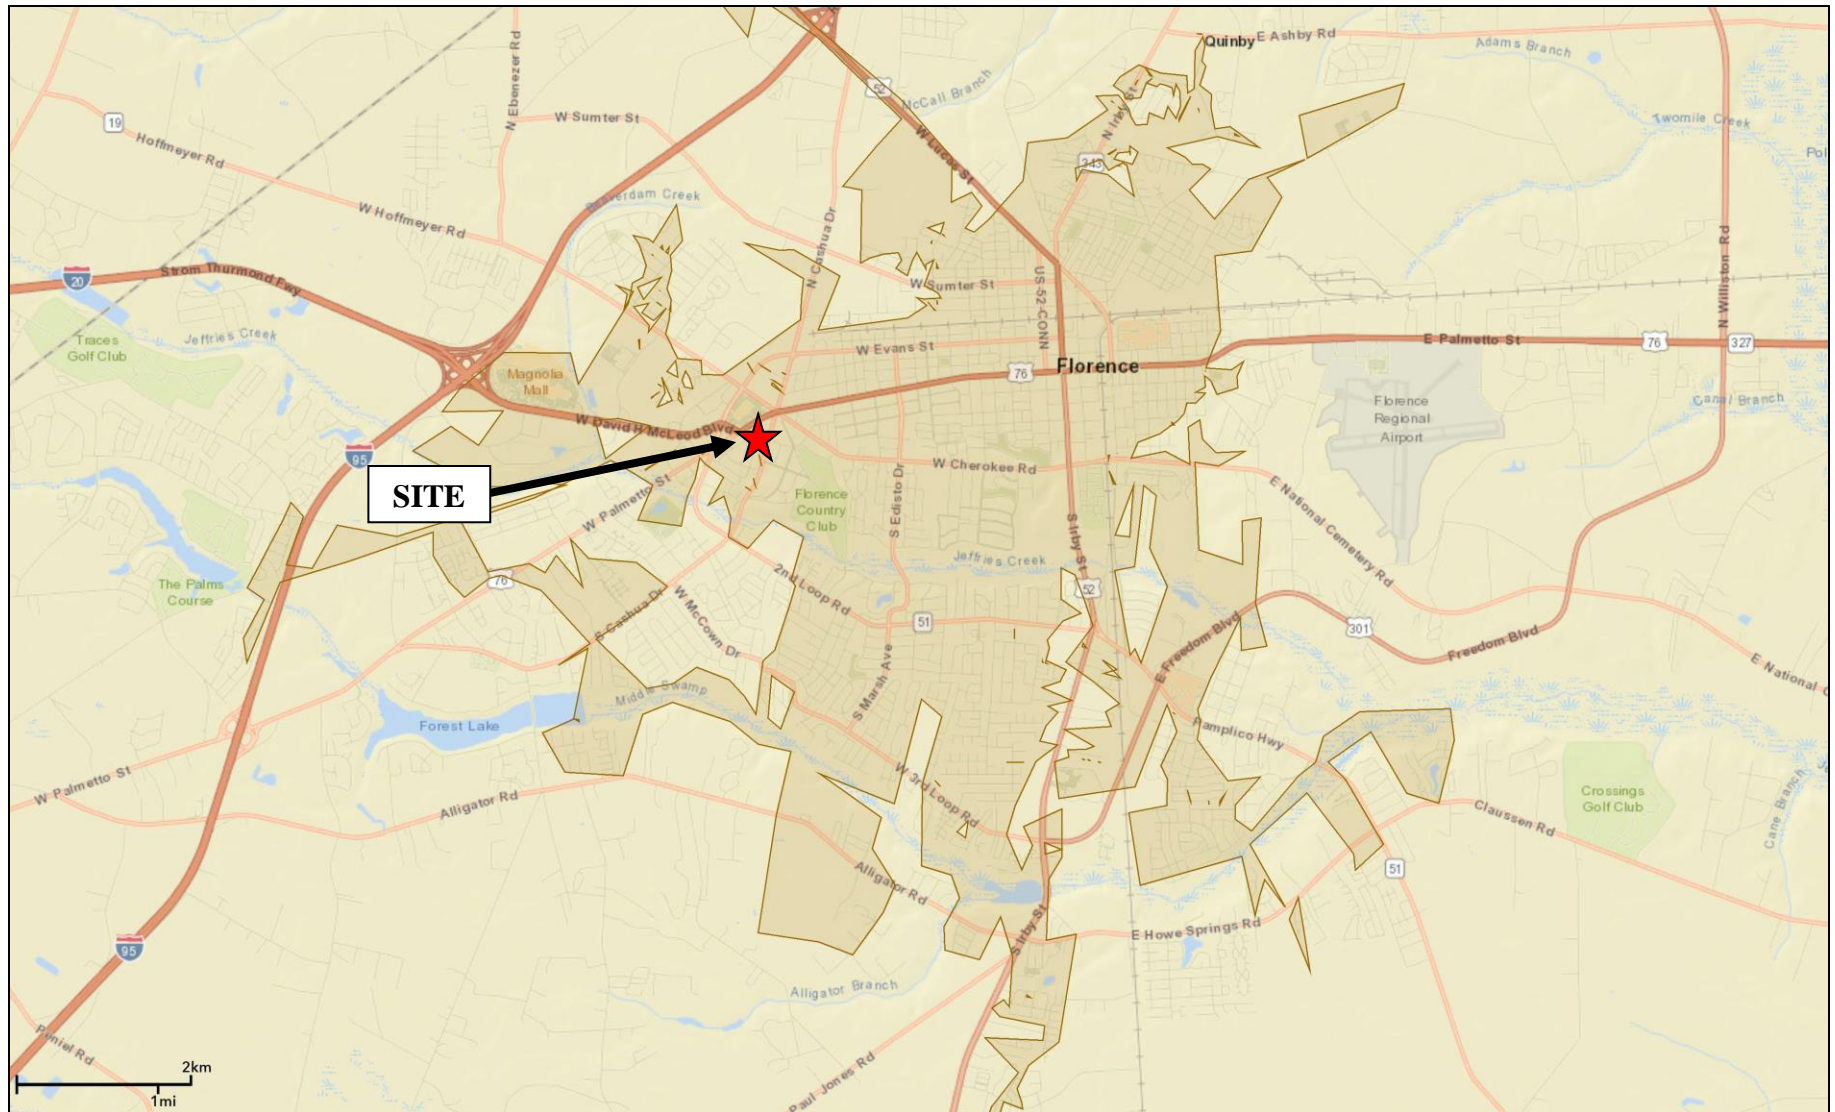 Quinby
E Ashby Rd
Adams Branch
N Ebenezer Rd
52
McCall Branch
19
W Sumter St
N Irby St
Twomile Creek
Hoffmeyer Rd
W Lucas St
343
Pol
Beaverdam Creek
W Hoffmeyer Rd
N Cashua Dr
N Williston Rd
20
Strom Thurmond Fwy
W Sumter St
US-52-CONN
Jeffries Creek
Traces
Golf Club
W Evans St
E Palmetto St
76
327
76
Florence
Magnolia
Mall
Florence
Regional
Airport
Canal Branch
W David H McLeod Blvd
95
SITE
W Cherokee Rd
S Edisto Dr
E National Cemetery Rd
Florence
Country
Club
W Palmetto St
S Irby St
Jeffries Creek
The Palms
Course
76
2nd Loop Rd
52
S Cashua Dr
W McCown Dr
51
301
E Freedom Blvd
Freedom Blvd
E National C
S Marsh Ave
Middle Swamp
Forest Lake
Pamplico Hwy
W Palmetto St
Alligator Rd
W 3rd Loop Rd
Crossings
Golf Club
Claussen Rd
Cane Branch
Alligator Rd
51
S Irby St
E Howe Springs Rd
95
Alligator Branch
Peniel Rd
Paul Jones Rd
2km
1mi